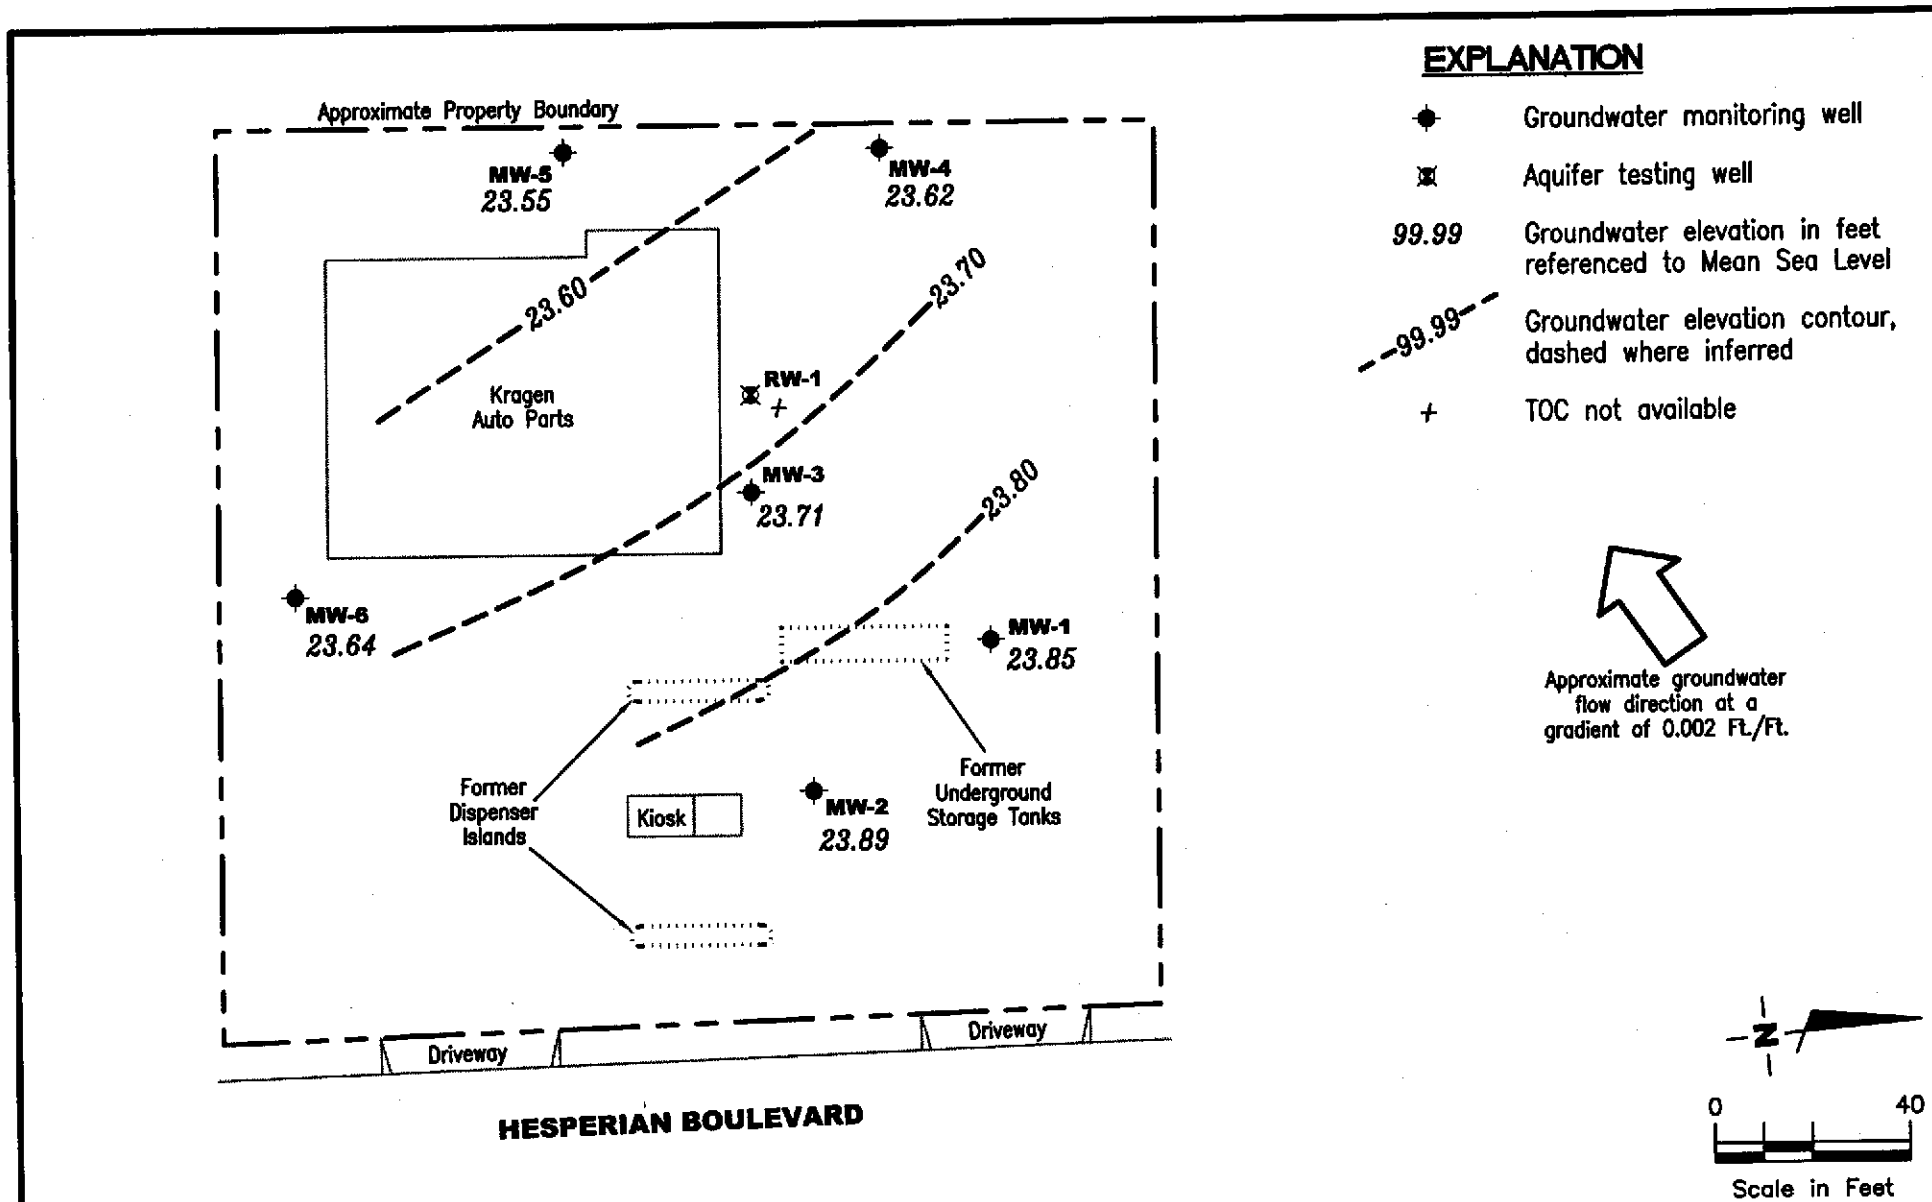 EXPLANATION
Groundwater monitoring well
Aquifer testing well
99.99
Groundwater elevation in feet
referenced to Mean Sea Level
99.99
Groundwater elevation contour,
dashed where inferred
+
TOC not available
Approximate Property Boundary
MW-5
23.55
MW-4
23.62
23.60
23.70
RW-1
+
Kragen
Auto Parts
MW-3
23.71
23.80
MW-6
23.64
MW-1
23.85
Former
Dispenser
Islands
Kiosk
MW-2
23.89
Former
Underground
Storage Tanks
Driveway
Driveway
HESPERIAN BOULEVARD
Approximate groundwater
flow direction at a
gradient of 0.002 Ft./Ft.
N
0 40
Scale in Feet